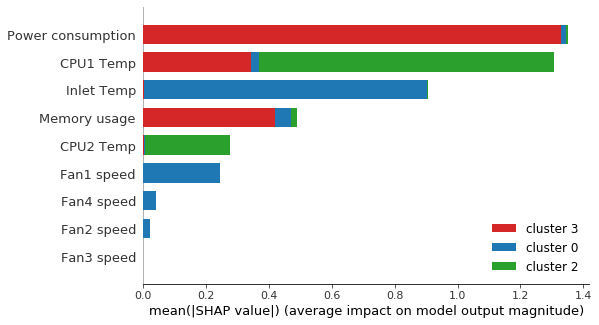 Power consumption
CPU1 Temp
Inlet Temp
Memory usage
CPU2 Temp
Fan1 speed
Fan4 speed
Fan2 speed
Fan3 speed
cluster 3
cluster 0
cluster 2
0.0 0.2 0.4 0.6 0.8 1.0 1.2 1.4
mean(|SHAP value|) (average impact on model output magnitude)